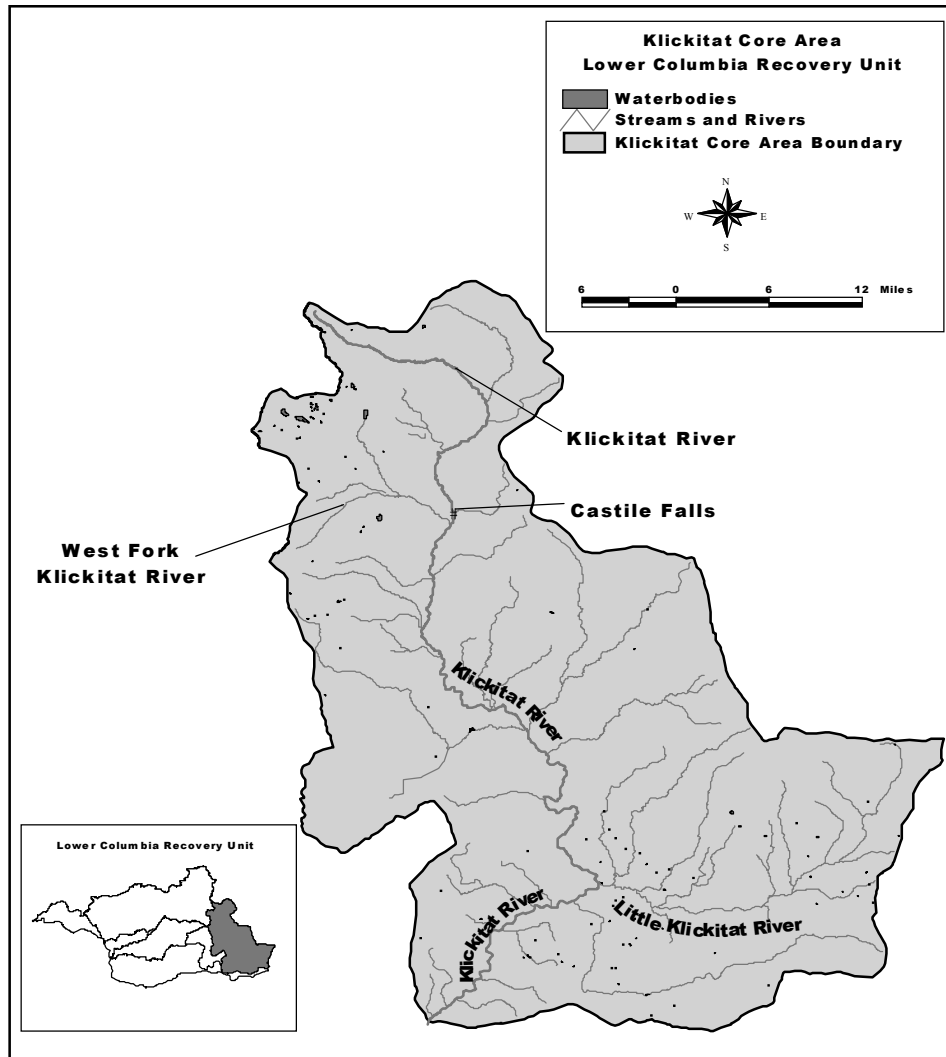 Klickitat Core Area
Lower Columbia Recovery Unit
Waterbodies
Streams and Rivers
Klickitat Core Area Boundary
N
W E
S
6 0 6 12 Miles
Klickitat River
Castile Falls
West Fork
Klickitat River
Klickitat River
Klickitat River
Little Klickitat River
Lower Columbia Recovery Unit